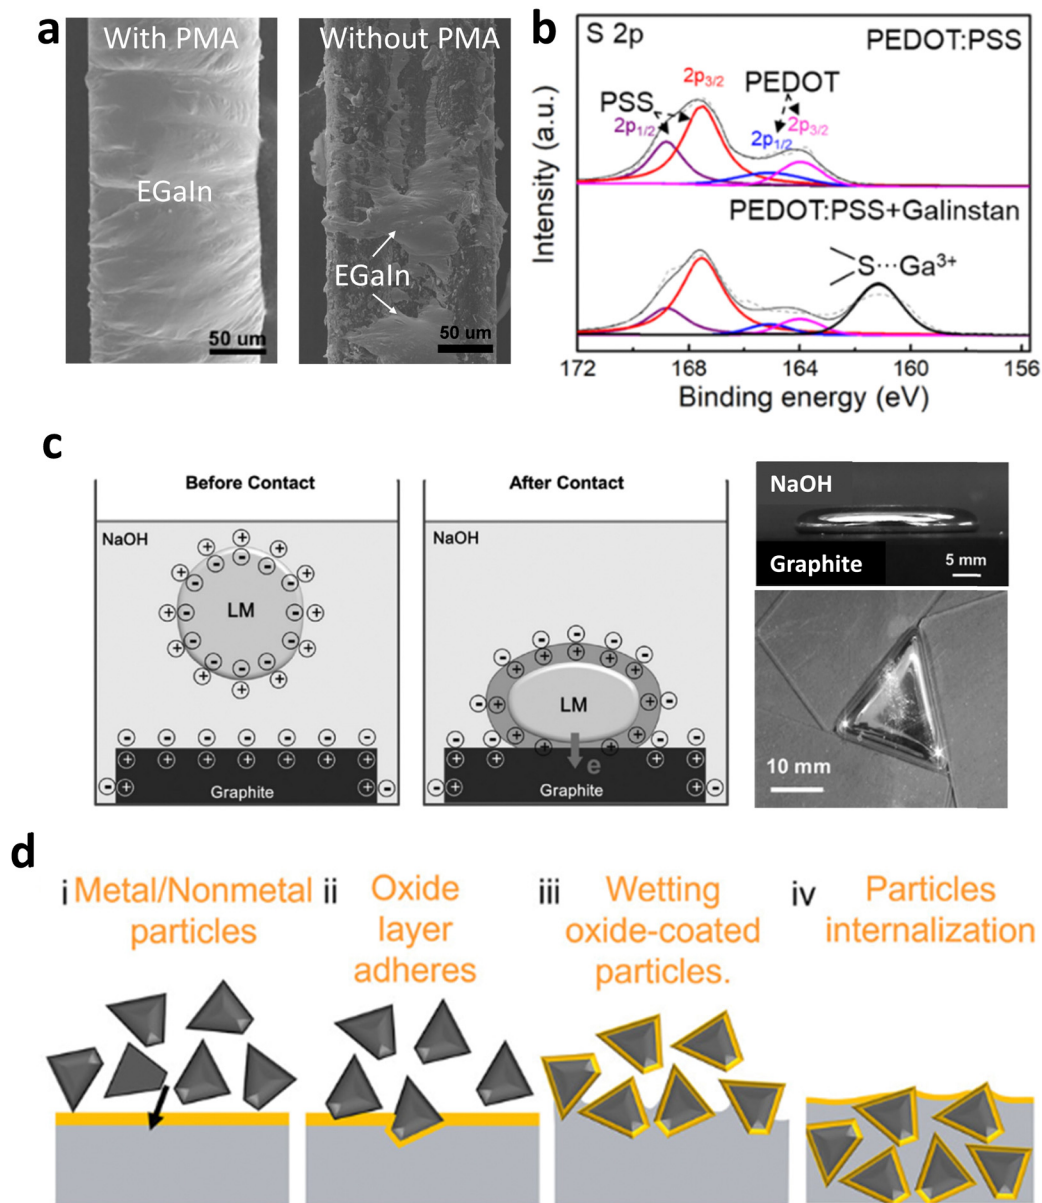 a
With PMA
Without PMA
EGaIn
EGaIn
50 um
50 um
b
S 2p
PEDOT:PSS
2p3/2
PEDOT
PSS
2p1/2
2p1/2
2p3/2
PEDOT:PSS+Galinstan
S···Ga³⁺
Intensity (a.u.)
172
168
164
160
156
Binding energy (eV)
c
Before Contact
NaOH
LM
Graphite
After Contact
NaOH
LM
e
Graphite
NaOH
Graphite
5 mm
10 mm
d
i Metal/Nonmetal
particles
ii Oxide
layer
adheres
iii Wetting
oxide-coated
particles.
iv Particles
internalization